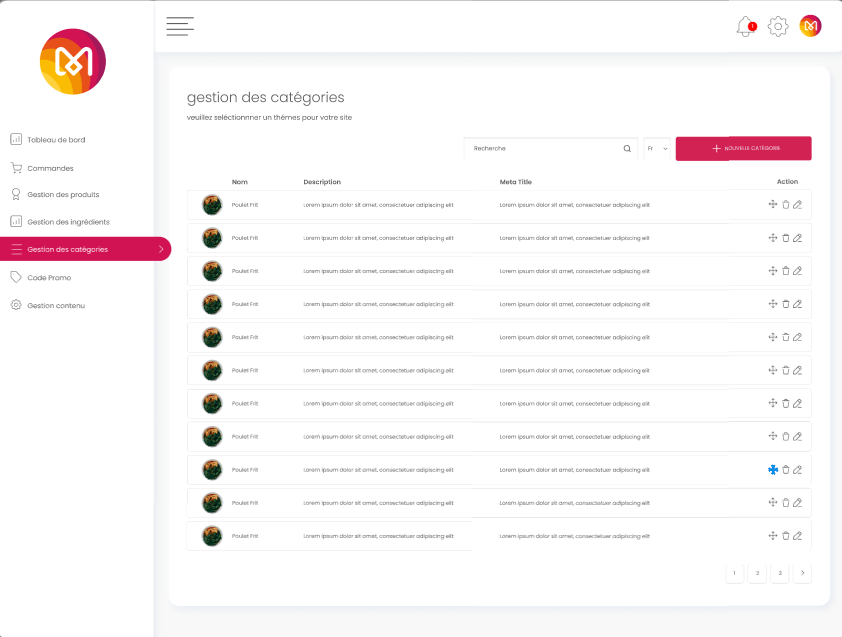 1
Tableau de bord
Commandes
Gestion des produits
Gestion des ingrédients
Gestion des catégories
Code Promo
Gestion contenu
gestion des catégories
veuillez seléctionnner un thémes pour votre site
Recherche
Fr
NOUVELLE CATÉGORIE
Nom Description Meta Title Action
Poulet Frit Lorem ipsum dolor sit amet, consectetuer adipiscing elit Lorem ipsum dolor sit amet, consectetuer adipiscing elit
Poulet Frit Lorem ipsum dolor sit amet, consectetuer adipiscing elit Lorem ipsum dolor sit amet, consectetuer adipiscing elit
Poulet Frit Lorem ipsum dolor sit amet, consectetuer adipiscing elit Lorem ipsum dolor sit amet, consectetuer adipiscing elit
Poulet Frit Lorem ipsum dolor sit amet, consectetuer adipiscing elit Lorem ipsum dolor sit amet, consectetuer adipiscing elit
Poulet Frit Lorem ipsum dolor sit amet, consectetuer adipiscing elit Lorem ipsum dolor sit amet, consectetuer adipiscing elit
Poulet Frit Lorem ipsum dolor sit amet, consectetuer adipiscing elit Lorem ipsum dolor sit amet, consectetuer adipiscing elit
Poulet Frit Lorem ipsum dolor sit amet, consectetuer adipiscing elit Lorem ipsum dolor sit amet, consectetuer adipiscing elit
Poulet Frit Lorem ipsum dolor sit amet, consectetuer adipiscing elit Lorem ipsum dolor sit amet, consectetuer adipiscing elit
Poulet Frit Lorem ipsum dolor sit amet, consectetuer adipiscing elit Lorem ipsum dolor sit amet, consectetuer adipiscing elit
Poulet Frit Lorem ipsum dolor sit amet, consectetuer adipiscing elit Lorem ipsum dolor sit amet, consectetuer adipiscing elit
Poulet Frit Lorem ipsum dolor sit amet, consectetuer adipiscing elit Lorem ipsum dolor sit amet, consectetuer adipiscing elit
1 2 3